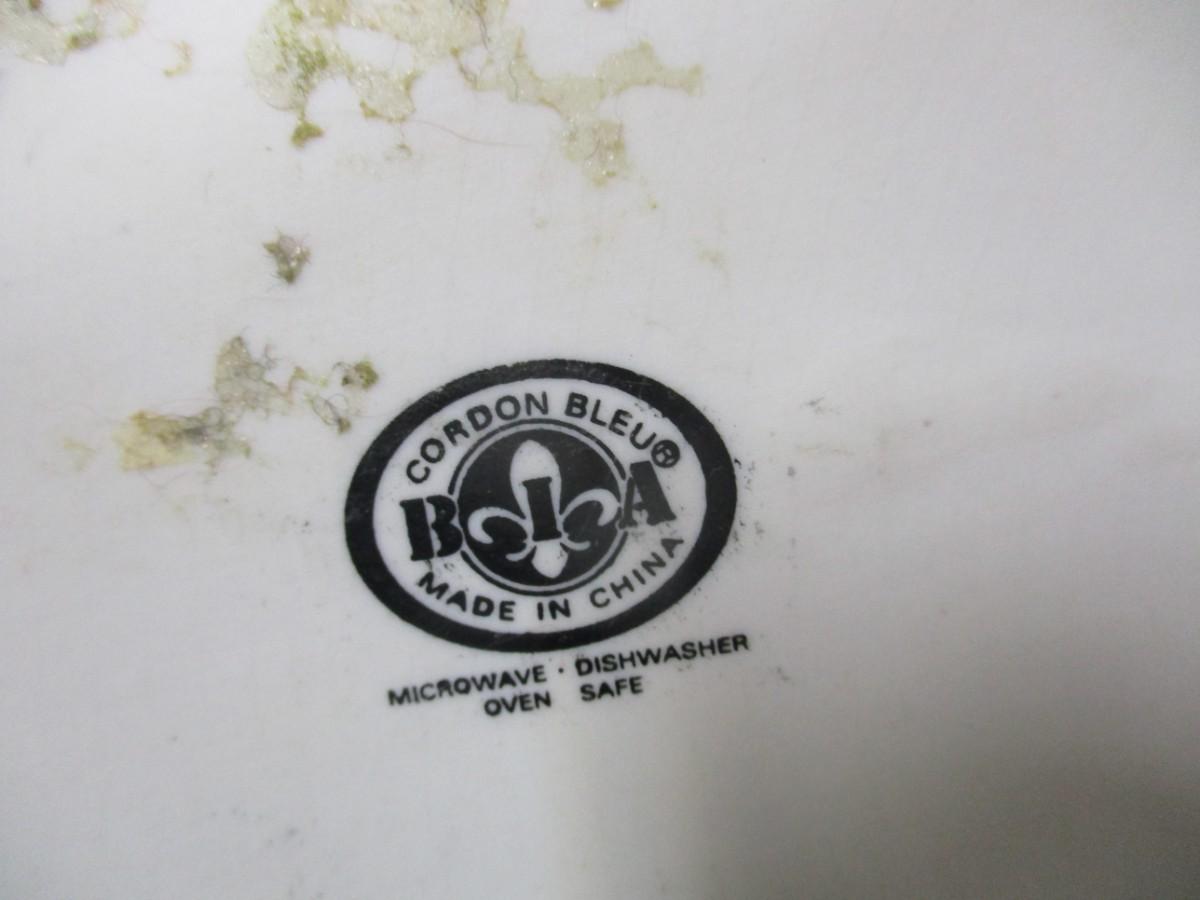 CORDON BLEU®
BIA
MADE IN CHINA
MICROWAVE · DISHWASHER
OVEN SAFE